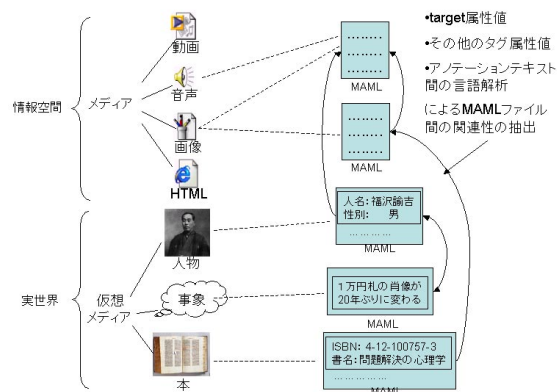 動画
音声
画像
HTML
情報空間
メディア
人物
事象
本
実世界
仮想
メディア
........
........
........
MAML
........
........
........
MAML
人名:福沢諭吉
性別: 男
…………
MAML
1万円札の肖像が
20年ぶりに変わる
MAML
ISBN: 4-12-100757-3
書名:問題解決の心理学
…………
MAML
•target属性値
•その他のタグ属性値
•アノテーションテキスト
間の言語解析
によるMAMLファイル
間の関連性の抽出